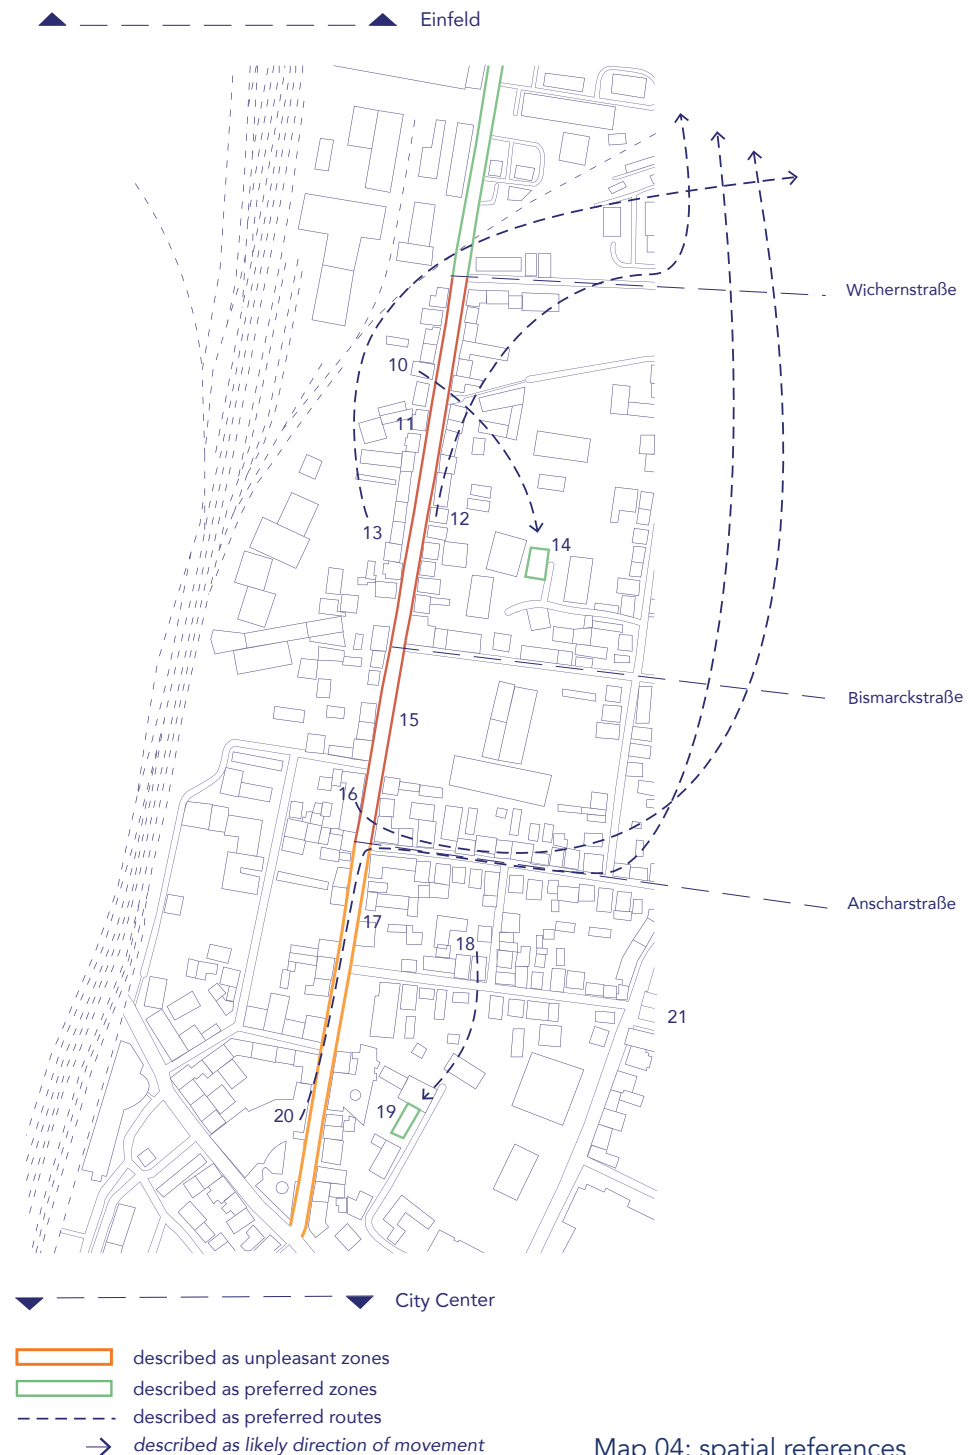 Einfeld
Wichernstraße
10
11
12
13
14
Bismarckstraße
15
16
Anscharstraße
17
18
21
19
20
City Center
described as unpleasant zones
described as preferred zones
described as preferred routes
described as likely direction of movement
Map 04: spatial references